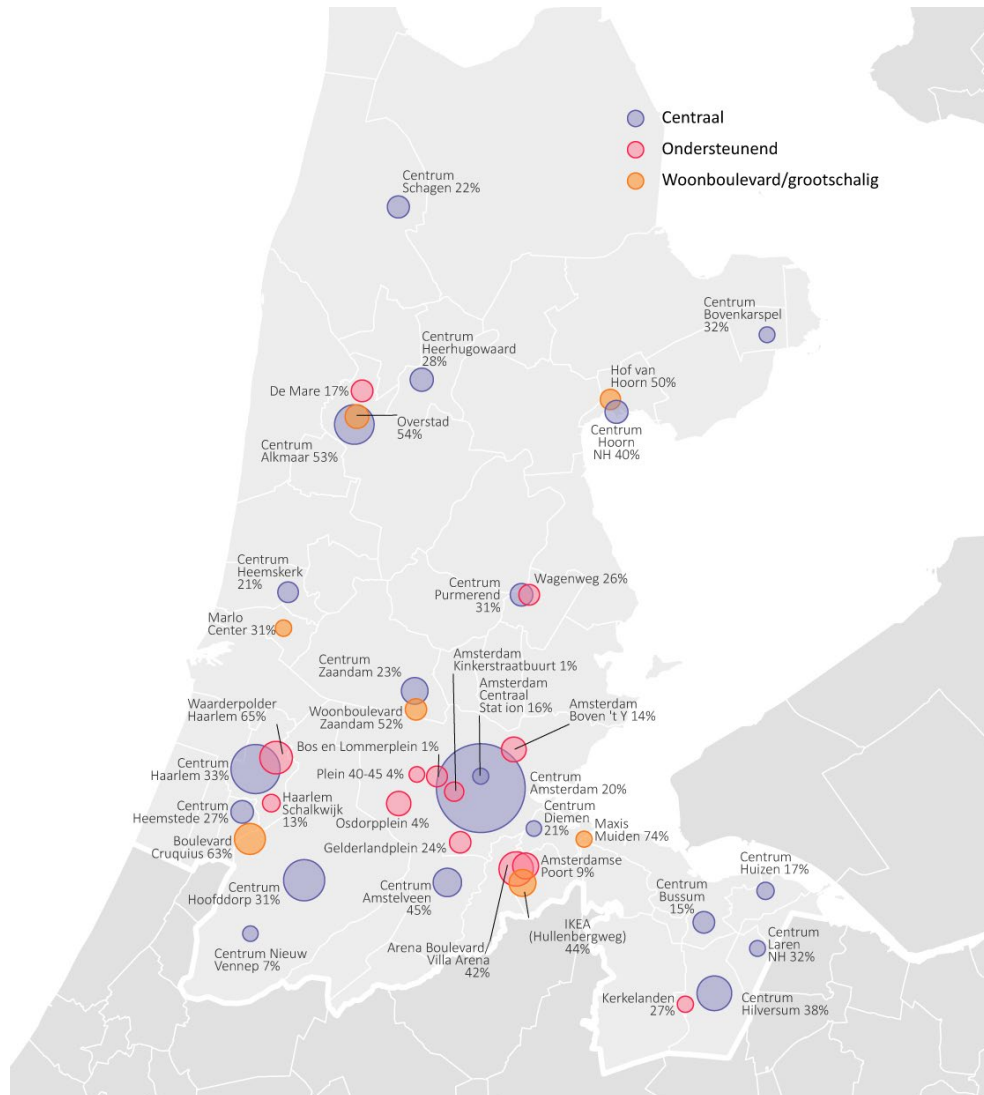 Centraal
Ondersteunend
Woonboulevard/grootschalig
Centrum
Schagen 22%
Centrum
Bovenkarspel
32%
Centrum
Heerhugowaard
28%
Hof van
Hoorn 50%
De Mare 17%
Overstad
54%
Centrum
Alkmaar 53%
Centrum
Hoorn
NH 40%
Centrum
Heemskerk
21%
Centrum
Purmerend
31%
Wagenweg 26%
Marlo
Center 31%
Amsterdam
Kinkerstraatbuurt 1%
Centrum
Zaandam 23%
Amsterdam
Centraal
Stat ion 16%
Waarderpolder
Haarlem 65%
Woonboulevard
Zaandam 52%
Amsterdam
Boven 't Y 14%
Bos en Lommerplein 1%
Centrum
Haarlem 33%
Plein 40-45 4%
Centrum
Amsterdam 20%
Centrum
Heemstede 27%
Haarlem
Schalkwijk
13%
Osdorpplein 4%
Centrum
Diemen
21%
Maxis
Muiden 74%
Boulevard
Cruquius 63%
Gelderlandplein 24%
Amsterdamse
Poort 9%
Centrum
Huizen 17%
Centrum
Hoofddorp 31%
Centrum
Amstelveen
45%
Centrum
Bussum
15%
IKEA
(Hullenbergweg)
44%
Centrum Nieuw
Vennep 7%
Arena Boulevard/
Villa Arena
42%
Centrum
Laren
NH 32%
Kerkelanden
27%
Centrum
Hilversum 38%